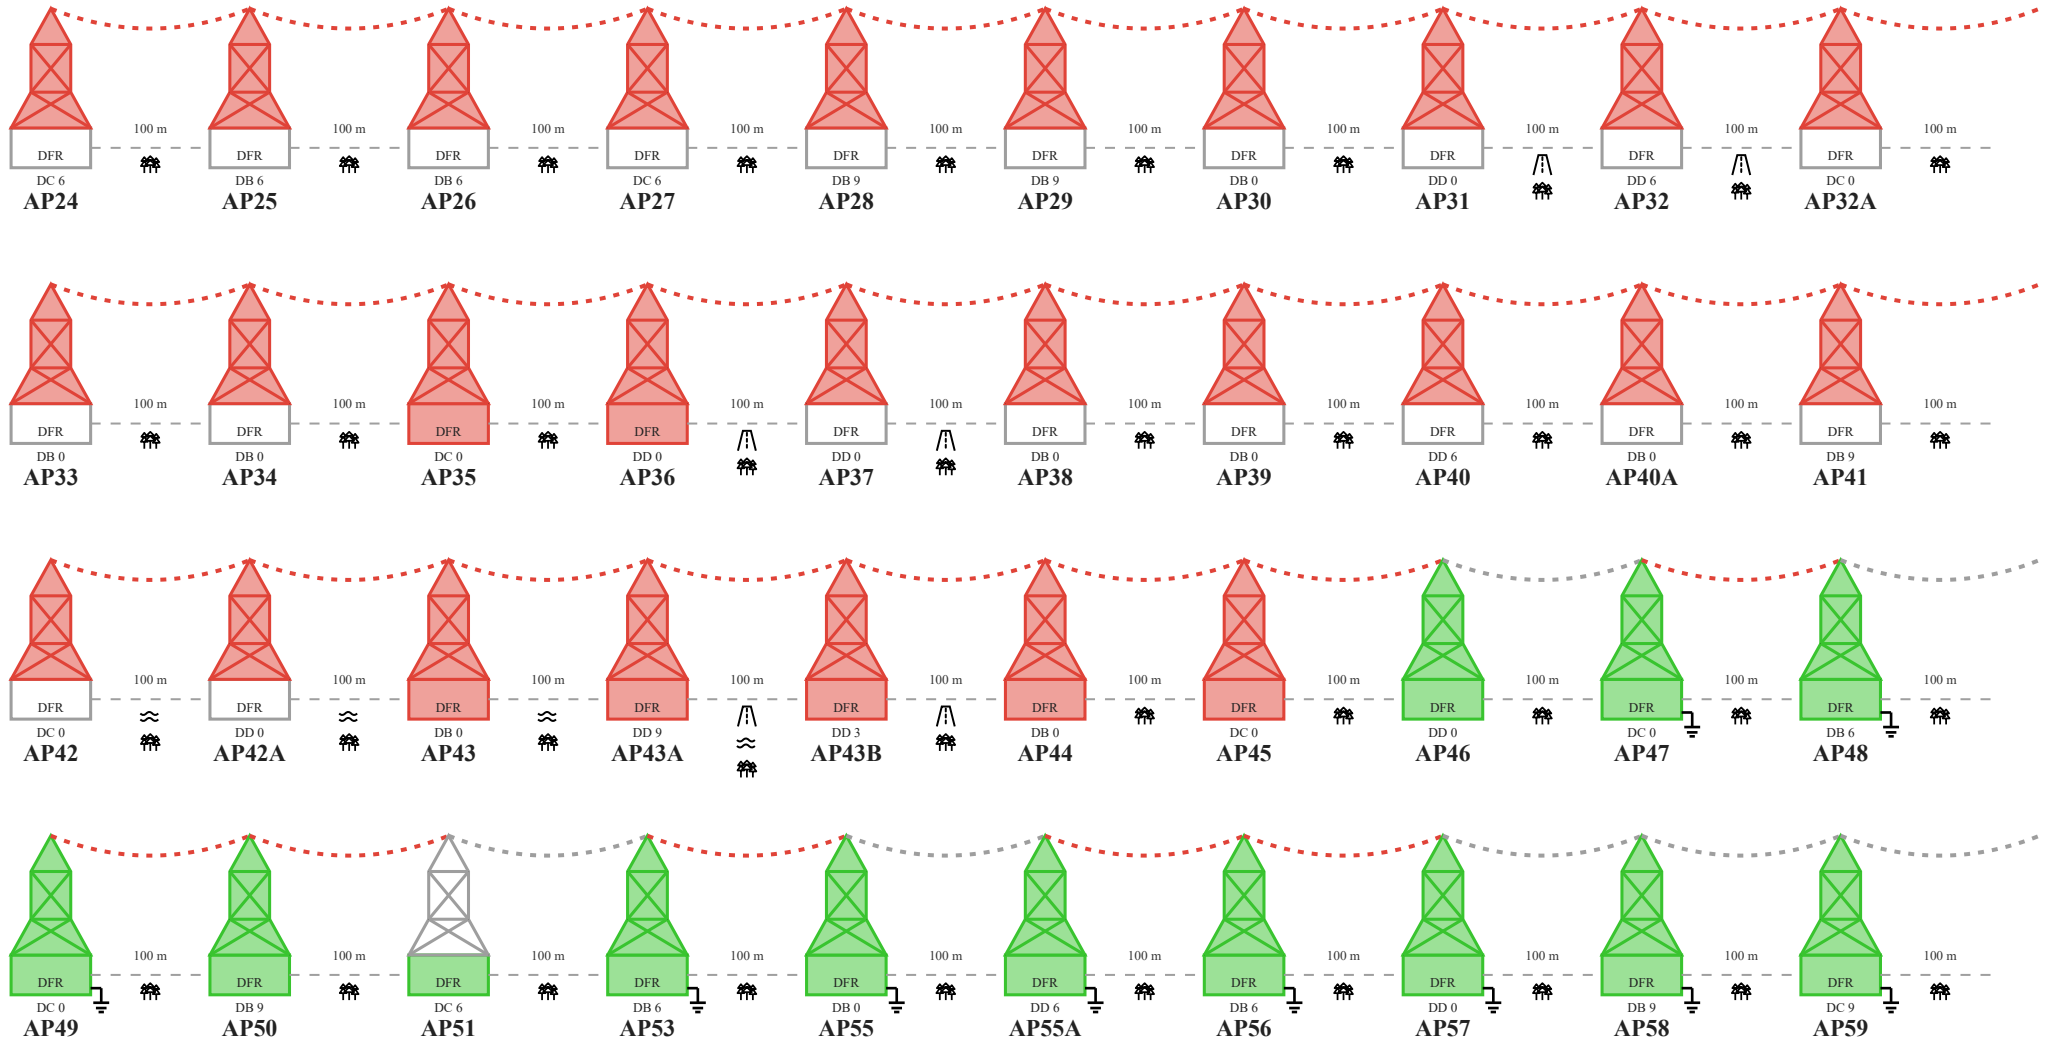 100 m 100 m 100 m 100 m 100 m 100 m 100 m 100 m 100 m 100 m
DFR DFR DFR DFR DFR DFR DFR DFR DFR DFR
DC 6 DB 6 DB 6 DC 6 DB 9 DB 9 DB 0 DD 0 DD 6 DC 0
AP24 AP25 AP26 AP27 AP28 AP29 AP30 AP31 AP32 AP32A
100 m 100 m 100 m 100 m 100 m 100 m 100 m 100 m 100 m 100 m
DFR DFR DFR DFR DFR DFR DFR DFR DFR DFR
DB 0 DB 0 DC 0 DD 0 DD 0 DB 0 DB 0 DD 6 DB 0 DB 9
AP33 AP34 AP35 AP36 AP37 AP38 AP39 AP40 AP40A AP41
100 m 100 m 100 m 100 m 100 m 100 m 100 m 100 m 100 m 100 m
DFR DFR DFR DFR DFR DFR DFR DFR DFR DFR
DC 0 DD 0 DB 0 DD 9 DD 3 DB 0 DC 0 DD 0 DC 0 DB 6
AP42 AP42A AP43 AP43A AP43B AP44 AP45 AP46 AP47 AP48
100 m 100 m 100 m 100 m 100 m 100 m 100 m 100 m 100 m 100 m
DFR DFR DFR DFR DFR DFR DFR DFR DFR DFR
DC 0 DB 9 DC 6 DB 6 DB 0 DD 6 DB 6 DD 0 DB 9 DC 9
AP49 AP50 AP51 AP53 AP55 AP55A AP56 AP57 AP58 AP59